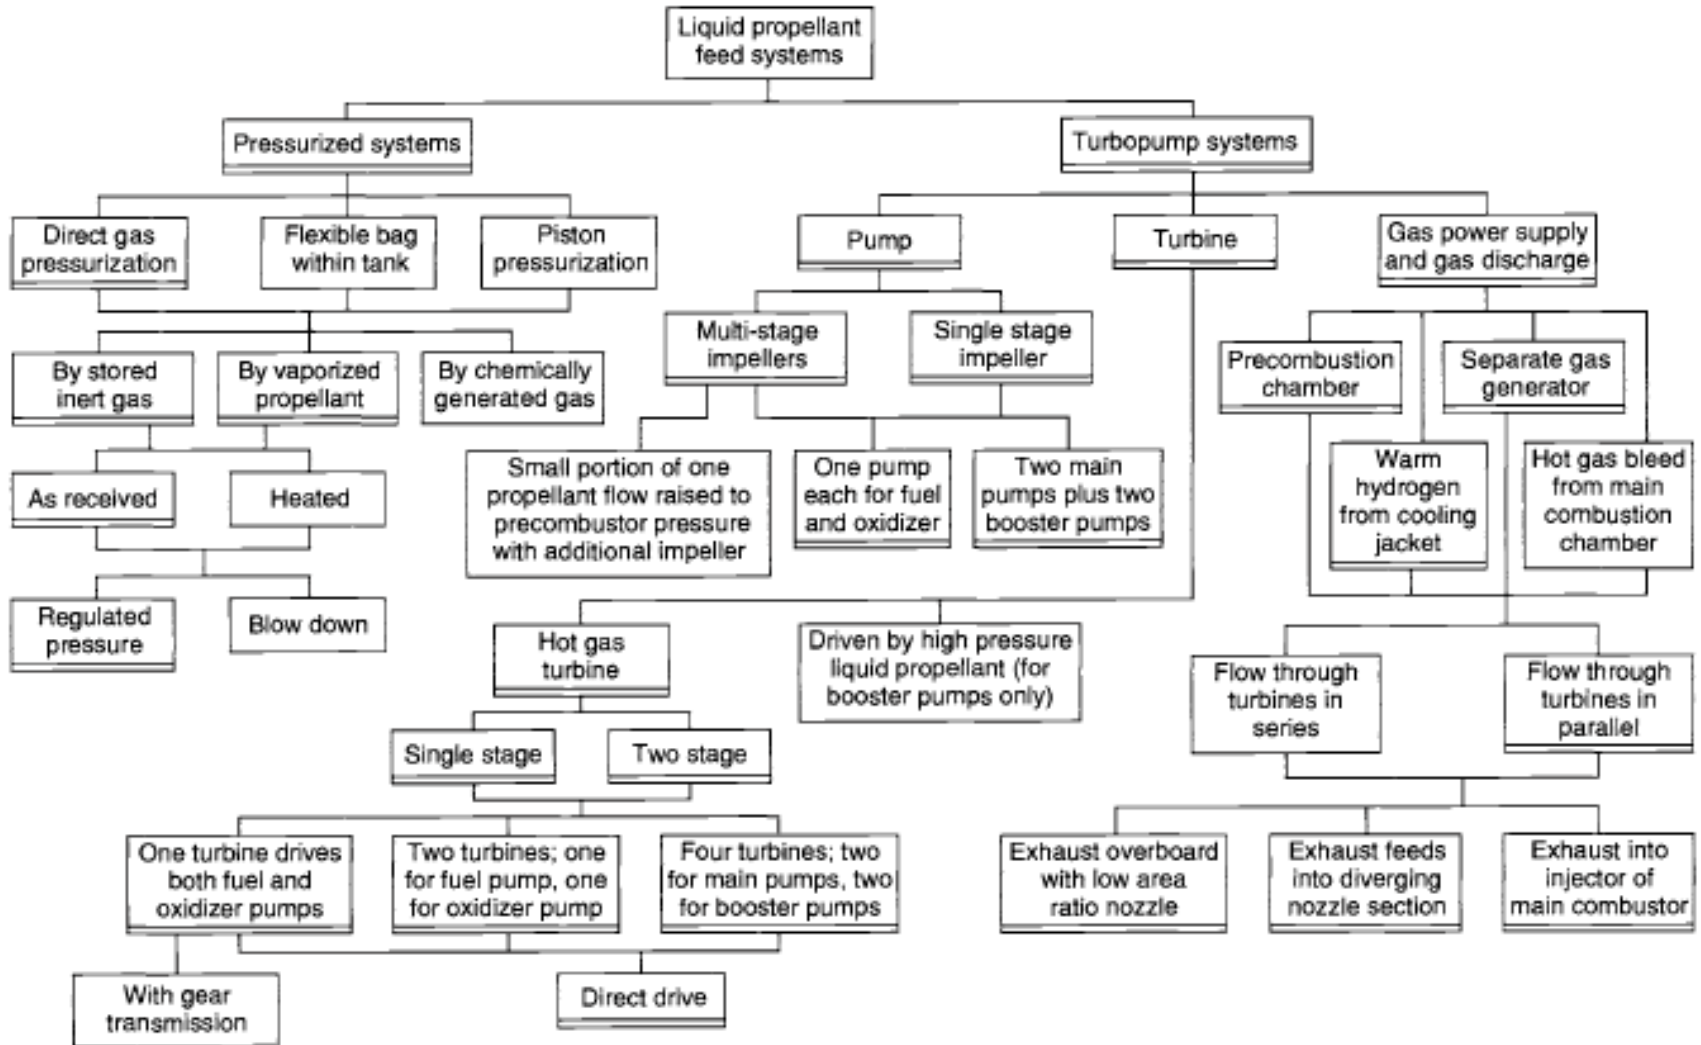 Liquid propellant
feed systems
Pressurized systems
Turbopump systems
Direct gas
pressurization
Flexible bag
within tank
Piston
pressurization
Pump
Turbine
Gas power supply
and gas discharge
By stored
inert gas
By vaporized
propellant
By chemically
generated gas
Multi-stage
impellers
Single stage
impeller
Precombustion
chamber
Separate gas
generator
As received
Heated
Small portion of one
propellant flow raised to
precombustor pressure
with additional impeller
One pump
each for fuel
and oxidizer
Two main
pumps plus two
booster pumps
Warm
hydrogen
from cooling
jacket
Hot gas bleed
from main
combustion
chamber
Regulated
pressure
Blow down
Hot gas
turbine
Driven by high pressure
liquid propellant (for
booster pumps only)
Flow through
turbines in
series
Flow through
turbines in
parallel
Single stage
Two stage
One turbine drives
both fuel and
oxidizer pumps
Two turbines; one
for fuel pump, one
for oxidizer pump
Four turbines; two
for main pumps, two
for booster pumps
Exhaust overboard
with low area
ratio nozzle
Exhaust feeds
into diverging
nozzle section
Exhaust into
injector of
main combustor
With gear
transmission
Direct drive